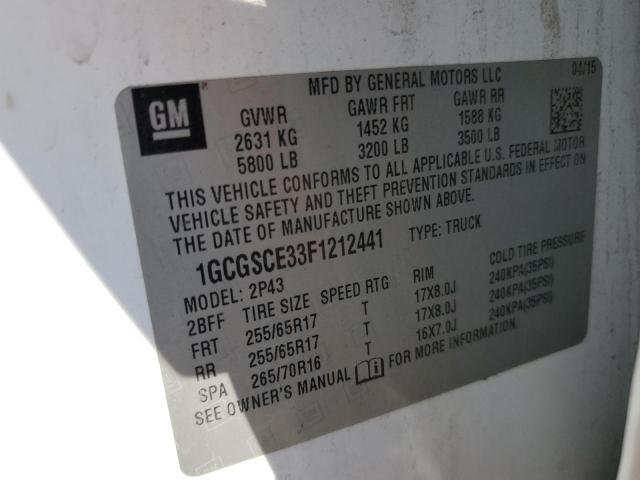 MFD BY GENERAL MOTORS LLC 04/15
GM
GVWR GAWR FRT GAWR RR
2631 KG 1452 KG 1588 KG
5800 LB 3200 LB 3500 LB
THIS VEHICLE CONFORMS TO ALL APPLICABLE U.S. FEDERAL MOTOR
VEHICLE SAFETY AND THEFT PREVENTION STANDARDS IN EFFECT ON
THE DATE OF MANUFACTURE SHOWN ABOVE.
1GCGSCE33F1212441 TYPE: TRUCK
MODEL: 2P43
2BFF TIRE SIZE SPEED RTG RIM COLD TIRE PRESSURE
FRT 255/65R17 T 17X8.0J 240KPA(35PSI)
RR 255/65R17 T 17X8.0J 240KPA(35PSI)
SPA 265/70R16 T 16X7.0J 240KPA(35PSI)
SEE OWNER'S MANUAL FOR MORE INFORMATION.